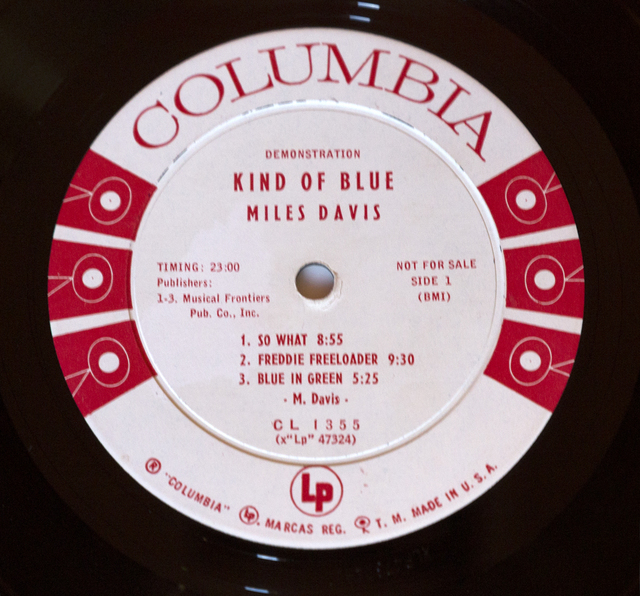 COLUMBIA
DEMONSTRATION
KIND OF BLUE
MILES DAVIS
TIMING: 23:00
Publishers:
1-3. Musical Frontiers
Pub. Co., Inc.
NOT FOR SALE
SIDE 1
(BMI)
1. SO WHAT 8:55
2. FREDDIE FREELOADER 9:30
3. BLUE IN GREEN 5:25
- M. Davis -
CL 1355
(x"Lp" 47324)
Lp
® "COLUMBIA" Lp. MARCAS REG. T. M. MADE IN U. S. A.